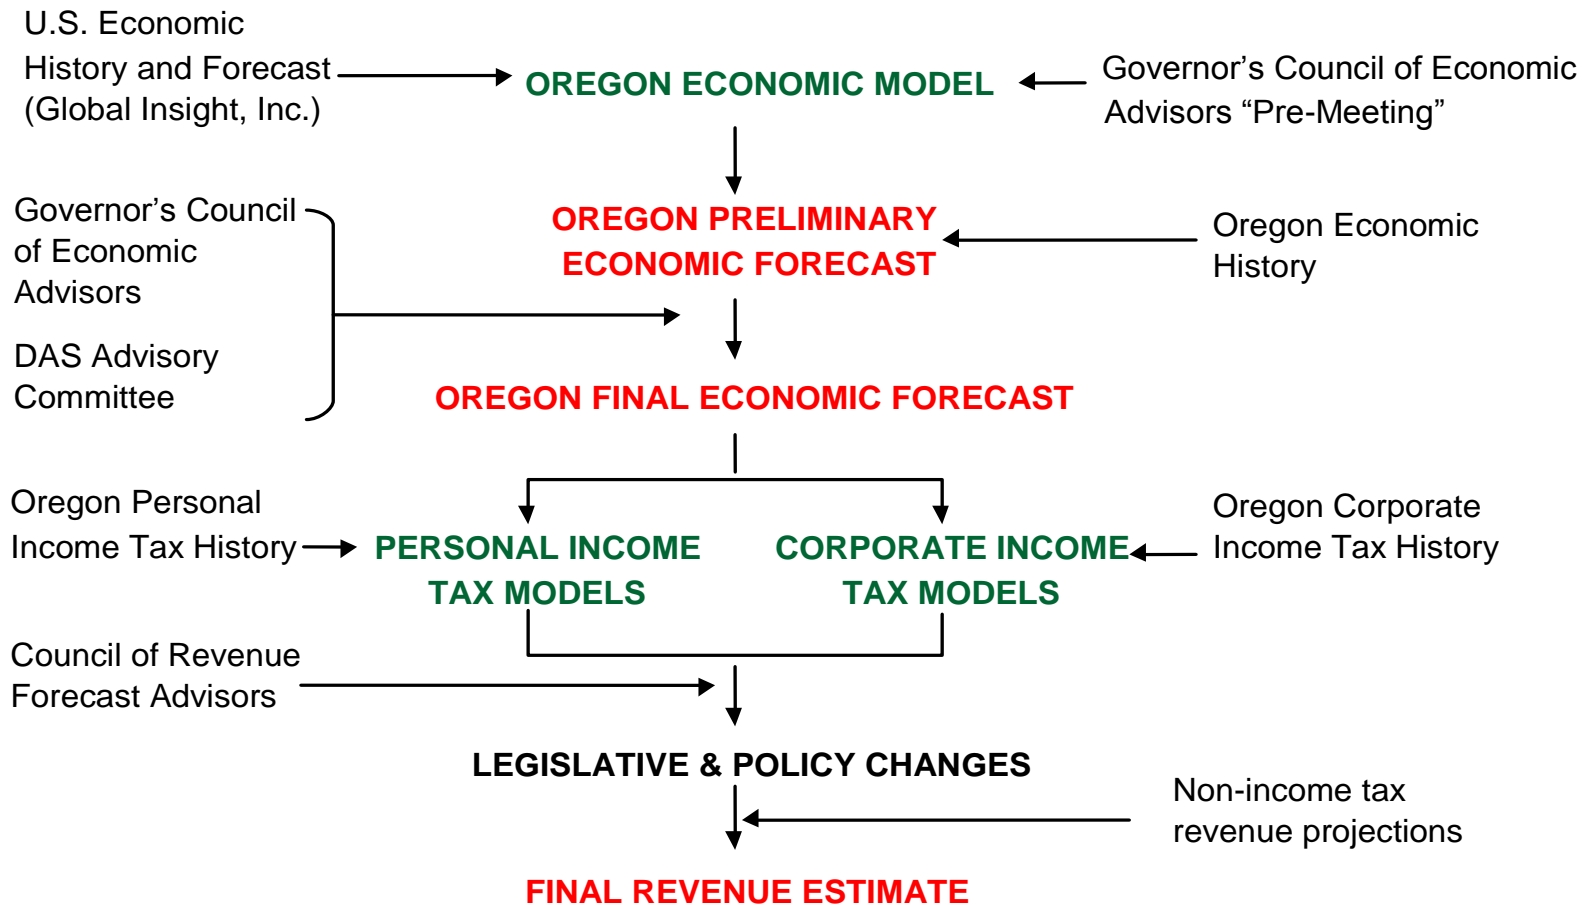 U.S. Economic
History and Forecast
(Global Insight, Inc.)
OREGON ECONOMIC MODEL
Governor’s Council of Economic
Advisors “Pre-Meeting”
Governor’s Council
of Economic
Advisors
DAS Advisory
Committee
OREGON PRELIMINARY
ECONOMIC FORECAST
Oregon Economic
History
OREGON FINAL ECONOMIC FORECAST
Oregon Personal
Income Tax History
PERSONAL INCOME
TAX MODELS
CORPORATE INCOME
TAX MODELS
Oregon Corporate
Income Tax History
Council of Revenue
Forecast Advisors
LEGISLATIVE & POLICY CHANGES
Non-income tax
revenue projections
FINAL REVENUE ESTIMATE